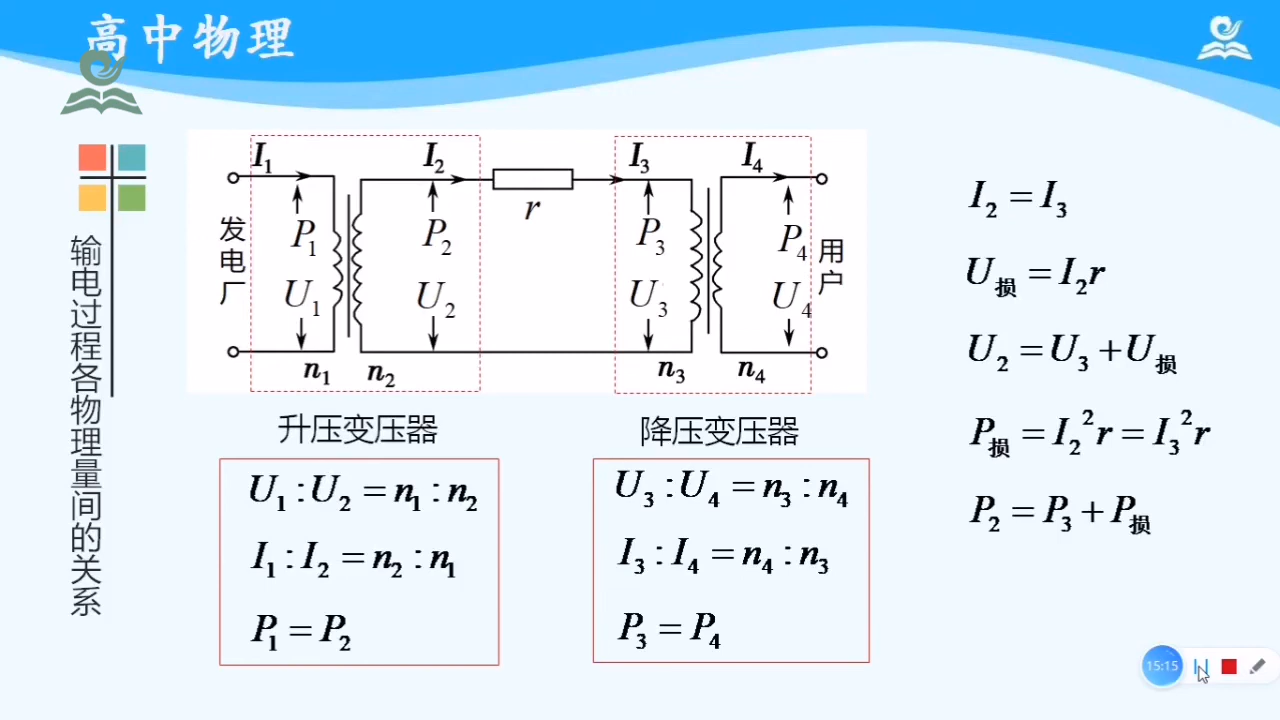 高中物理
输电过程各物理量间的关系
I₁ I₂ I₃ I₄
r
发电厂
P₁ P₂ P₃ P₄
用户
U₁ U₂ U₃ U₄
n₁ n₂ n₃ n₄
升压变压器
U₁:U₂=n₁:n₂
I₁:I₂=n₂:n₁
P₁=P₂
降压变压器
U₃:U₄=n₃:n₄
I₃:I₄=n₄:n₃
P₃=P₄
I₂=I₃
U损=I₂r
U₂=U₃+U损
P损=I₂²r=I₃²r
P₂=P₃+P损
15:15